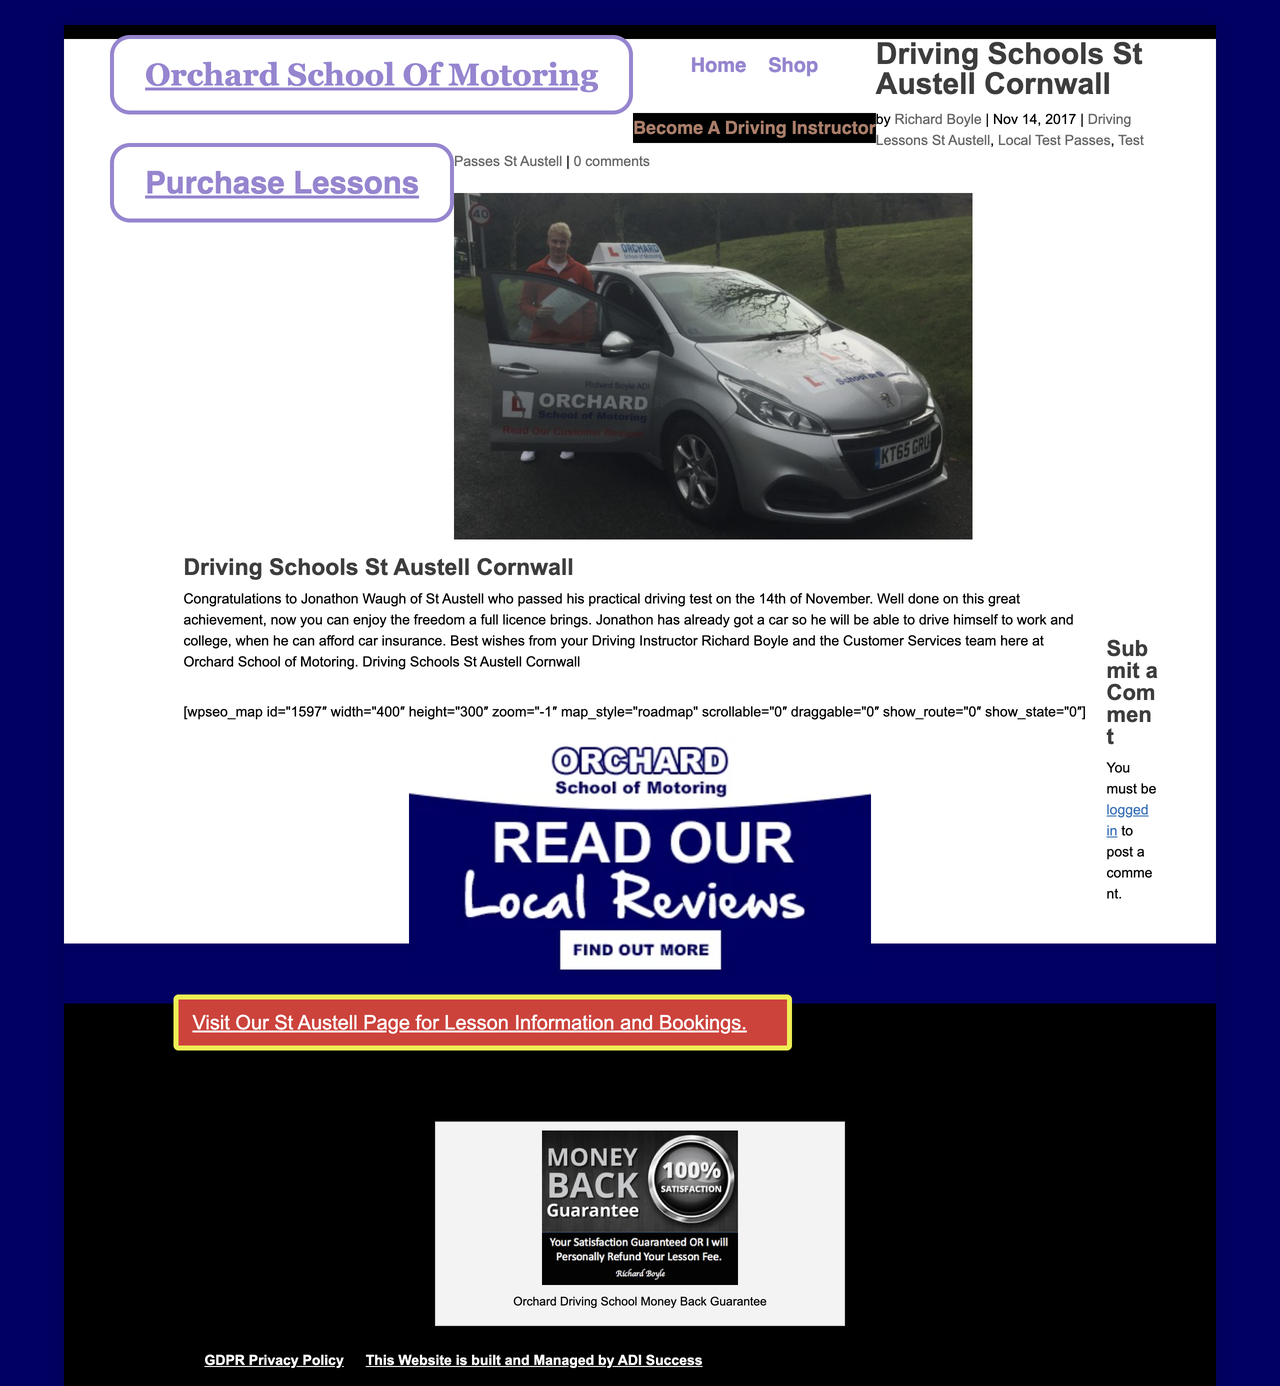 Orchard School Of Motoring
Home Shop
Become A Driving Instructor
Purchase Lessons
Driving Schools St
Austell Cornwall
by Richard Boyle | Nov 14, 2017 | Driving
Lessons St Austell, Local Test Passes, Test
Passes St Austell | 0 comments
40
ORCHARD
School of Motoring
Richard Boyle ADI
ORCHARD
School of Motoring
Read Our Customer Reviews
KT65 GRU
Driving Schools St Austell Cornwall
Congratulations to Jonathon Waugh of St Austell who passed his practical driving test on the 14th of November. Well done on this great
achievement, now you can enjoy the freedom a full licence brings. Jonathon has already got a car so he will be able to drive himself to work and
college, when he can afford car insurance. Best wishes from your Driving Instructor Richard Boyle and the Customer Services team here at
Orchard School of Motoring. Driving Schools St Austell Cornwall
[wpseo_map id="1597″ width="400″ height="300″ zoom="-1″ map_style="roadmap" scrollable="0″ draggable="0″ show_route="0″ show_state="0″]
Sub
mit a
Com
men
t
You
must be
logged
in to
post a
comme
nt.
ORCHARD
School of Motoring
READ OUR
Local Reviews
FIND OUT MORE
Visit Our St Austell Page for Lesson Information and Bookings.
MONEY
BACK
Guarantee
100%
SATISFACTION
Your Satisfaction Guaranteed OR I will
Personally Refund Your Lesson Fee.
Richard Boyle
Orchard Driving School Money Back Guarantee
GDPR Privacy Policy This Website is built and Managed by ADI Success